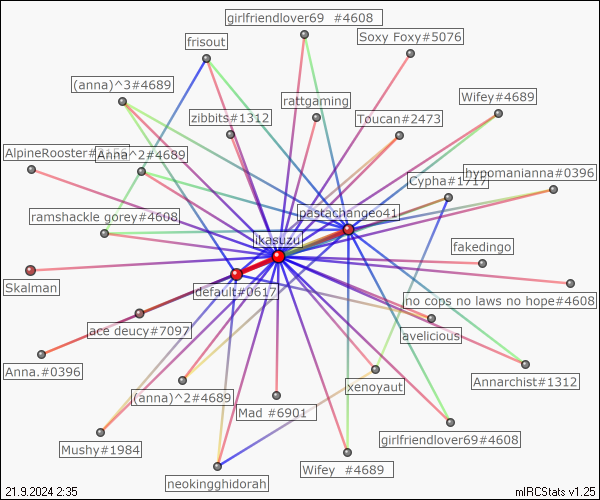 girlfriendlover69 #4608
Soxy Foxy#5076
frisout
(anna)^3#4689
rattgaming
Wifey#4689
zibbits#1312
Toucan#2473
AlpineRooster#
Anna^2#4689
hypomanianna#0396
Cypha#1717
ramshackle gorey#4608
pastachangeo41
ikasuzu
fakedingo
Skalman
default#0617
no cops no laws no hope#4608
ace deucy#7097
avelicious
Anna.#0396
xenoyaut
Annarchist#1312
(anna)^2#4689
Mad #6901
girlfriendlover69#4608
Mushy#1984
Wifey #4689
neokingghidorah
21.9.2024 2:35
mIRCStats v1.25